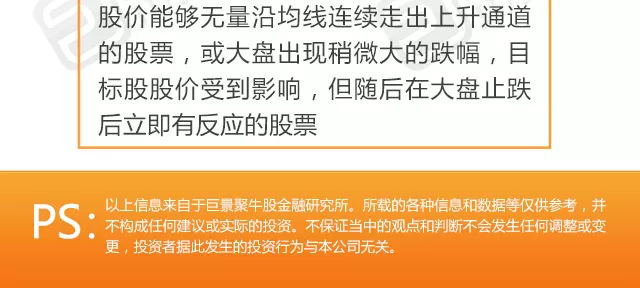 股价能够无量沿均线连续走出上升通道
的股票，或大盘出现稍微大的跌幅，目
标股股价受到影响，但随后在大盘止跌
后立即有反应的股票
PS:
以上信息来自于巨景聚牛股金融研究所。所载的各种信息和数据等仅供参考，并
不构成任何建议或实际的投资。不保证当中的观点和判断不会发生任何调整或变
更，投资者据此发生的投资行为与本公司无关。